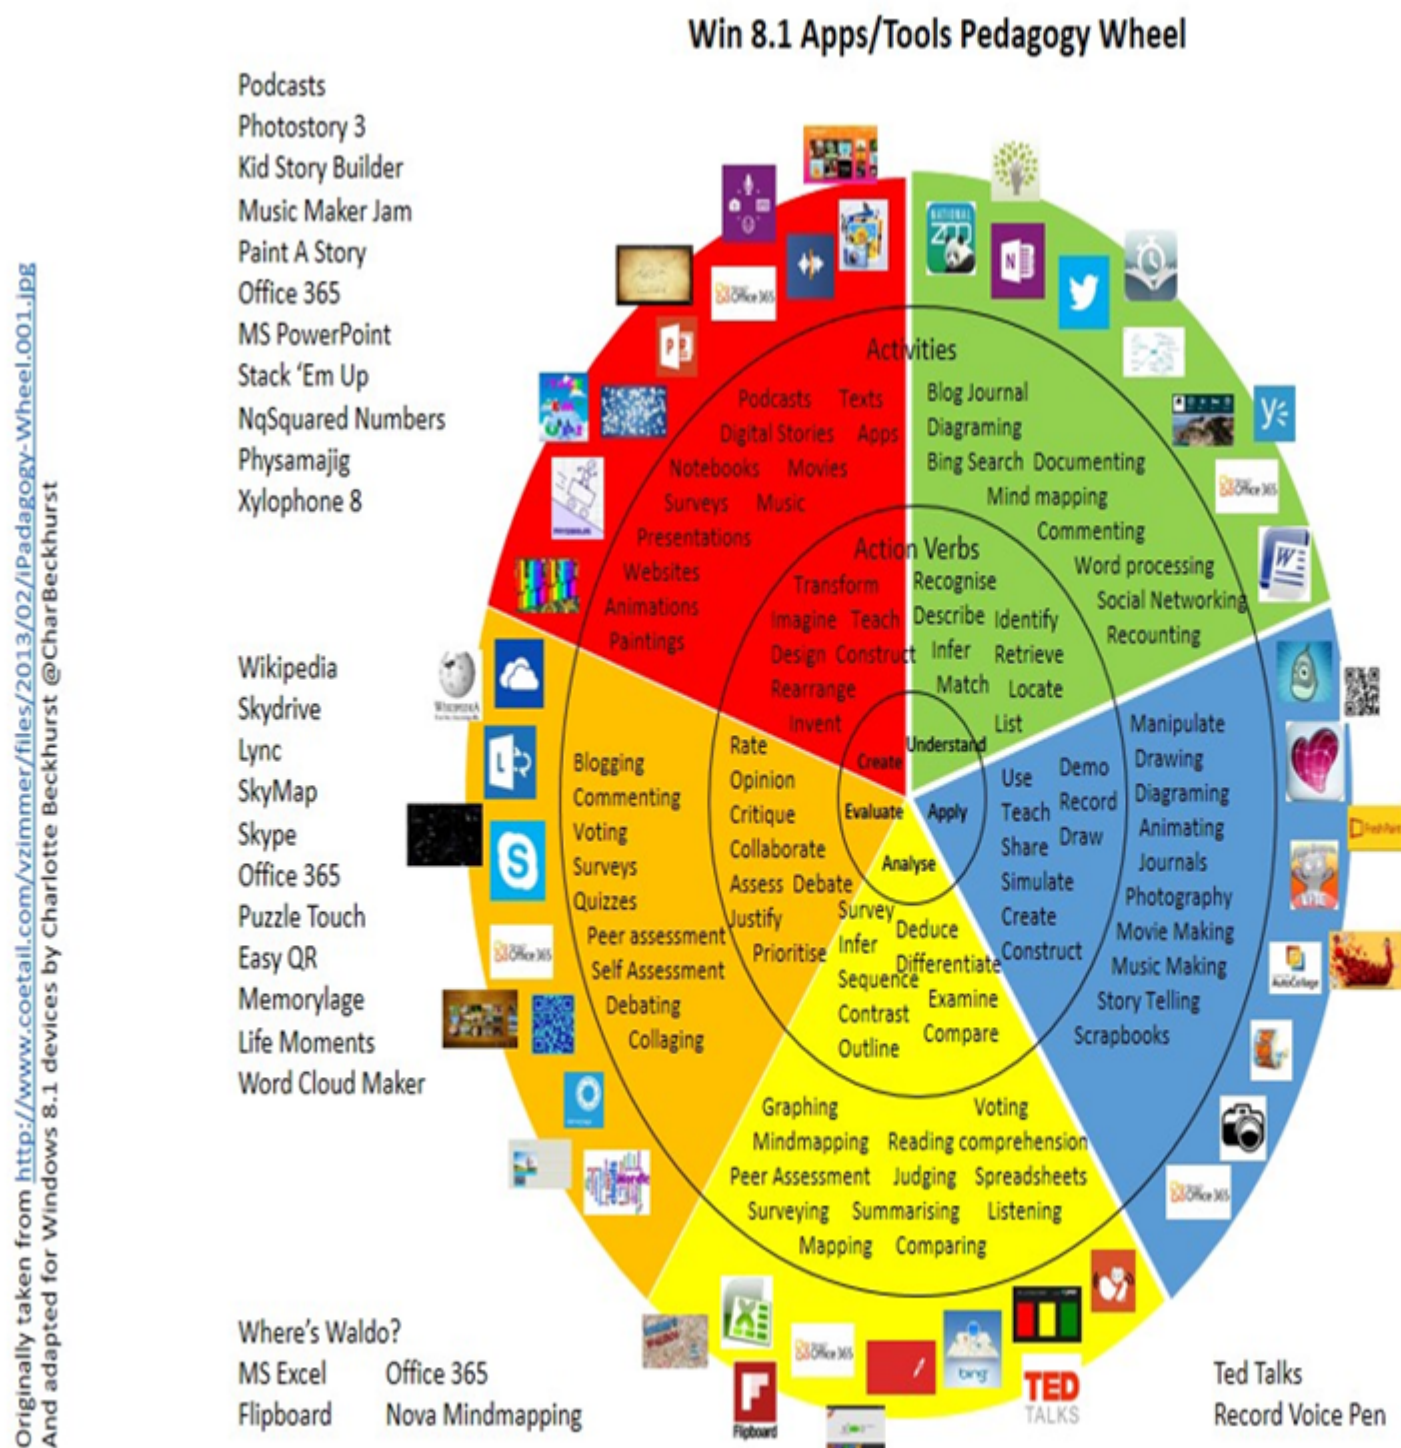 Win 8.1 Apps/Tools Pedagogy Wheel
Podcasts
Photostory 3
Kid Story Builder
Music Maker Jam
Paint A Story
Office 365
MS PowerPoint
Stack ‘Em Up
NqSquared Numbers
Physamajig
Xylophone 8
Wikipedia
Skydrive
Lync
SkyMap
Skype
Office 365
Puzzle Touch
Easy QR
Memorylage
Life Moments
Word Cloud Maker
Where's Waldo?
MS Excel Office 365
Flipboard Nova Mindmapping
Ted Talks
Record Voice Pen
Originally taken from http://www.coetail.com/vzimmer/files/2013/02/iPadagogy-Wheel.001.jpg
And adapted for Windows 8.1 devices by Charlotte Beckhurst @CharBeckhurst
Activities
Podcasts Texts
Digital Stories Apps
Notebooks Movies
Surveys Music
Presentations
Websites
Animations
Paintings
Blog Journal
Diagraming
Bing Search Documenting
Mind mapping
Commenting
Word processing
Social Networking
Recounting
Action Verbs
Transform
Imagine Teach
Design Construct
Rearrange
Invent
Recognise
Describe Identify
Infer Retrieve
Match Locate
List
Create
Understand
Evaluate
Apply
Analyse
Blogging
Commenting
Voting
Surveys
Quizzes
Peer assessment
Self Assessment
Debating
Collaging
Rate
Opinion
Critique
Collaborate
Assess Debate
Justify
Prioritise
Use Demo
Teach Record
Share Draw
Simulate
Create
Construct
Manipulate
Drawing
Diagraming
Animating
Journals
Photography
Movie Making
Music Making
Story Telling
Scrapbooks
Survey Deduce
Infer Differentiate
Sequence Examine
Contrast Compare
Outline
Graphing Voting
Mindmapping Reading comprehension
Peer Assessment Judging Spreadsheets
Surveying Summarising Listening
Mapping Comparing
NATIONAL
ZOO
N
Office 365
P
y
Office 365
W
WIKIPEDIA
L
S
Office 365
Wordle
FreshPaint
EPIC
AutoCollage
Office 365
X
Office 365
bing
TED
TALKS
Flipboard